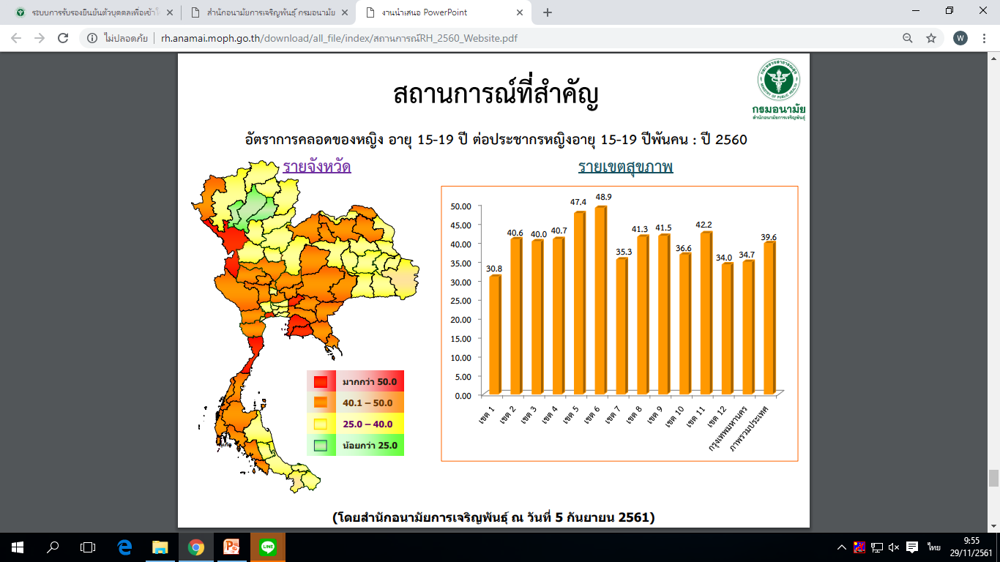 ระบบการรับรองยืนยันตัวบุคคลเพื่อเข้า
สำนักอนามัยการเจริญพันธุ์ กรมอนามัย
งานนำเสนอ PowerPoint
ไม่ปลอดภัย
rh.anamai.moph.go.th/download/all_file/index/สถานการณ์RH_2560_Website.pdf
W
สถานการณ์ที่สำคัญ
กรมอนามัย
สำนักอนามัยการเจริญพันธุ์
อัตราการคลอดของหญิง อายุ 15-19 ปี ต่อประชากรหญิงอายุ 15-19 ปีพันคน : ปี 2560
รายจังหวัด
รายเขตสุขภาพ
มากกว่า 50.0
40.1 – 50.0
25.0 – 40.0
น้อยกว่า 25.0
50.00
45.00
40.00
35.00
30.00
25.00
20.00
15.00
10.00
5.00
0.00
30.8
40.6
40.0
40.7
47.4
48.9
35.3
41.3
41.5
36.6
42.2
34.0
34.7
39.6
เขต 1
เขต 2
เขต 3
เขต 4
เขต 5
เขต 6
เขต 7
เขต 8
เขต 9
เขต 10
เขต 11
เขต 12
กรุงเทพมหานคร
ภาพรวมประเทศ
(โดยสำนักอนามัยการเจริญพันธุ์ ณ วันที่ 5 กันยายน 2561)
LINE
ไทย
9:55
29/11/2561